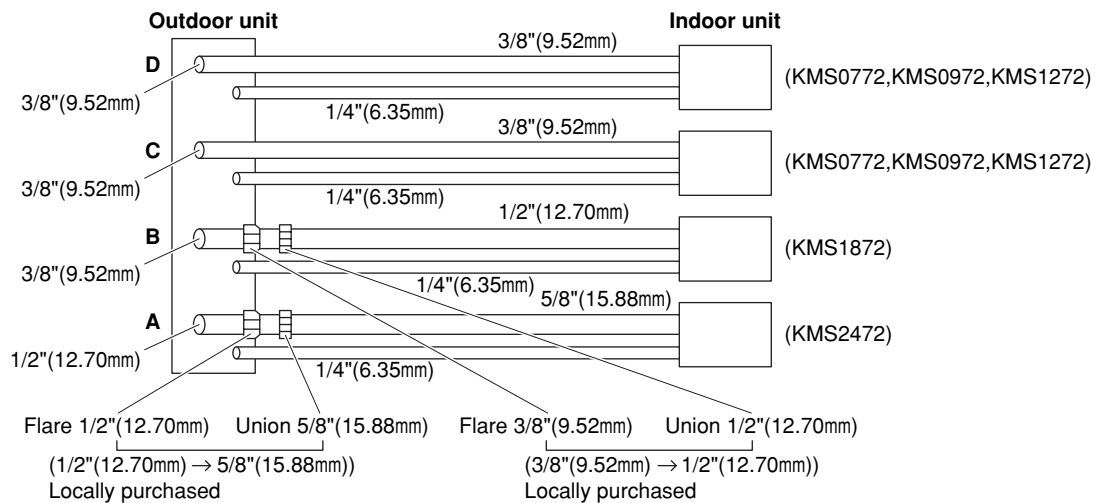 Outdoor unit
Indoor unit
D
3/8"(9.52mm)
3/8"(9.52mm)
1/4"(6.35mm)
(KMS0772,KMS0972,KMS1272)
C
3/8"(9.52mm)
3/8"(9.52mm)
1/4"(6.35mm)
(KMS0772,KMS0972,KMS1272)
B
1/2"(12.70mm)
3/8"(9.52mm)
1/4"(6.35mm)
(KMS1872)
A
5/8"(15.88mm)
1/2"(12.70mm)
1/4"(6.35mm)
(KMS2472)
Flare 1/2"(12.70mm) Union 5/8"(15.88mm)
(1/2"(12.70mm) → 5/8"(15.88mm))
Locally purchased
Flare 3/8"(9.52mm) Union 1/2"(12.70mm)
(3/8"(9.52mm) → 1/2"(12.70mm))
Locally purchased